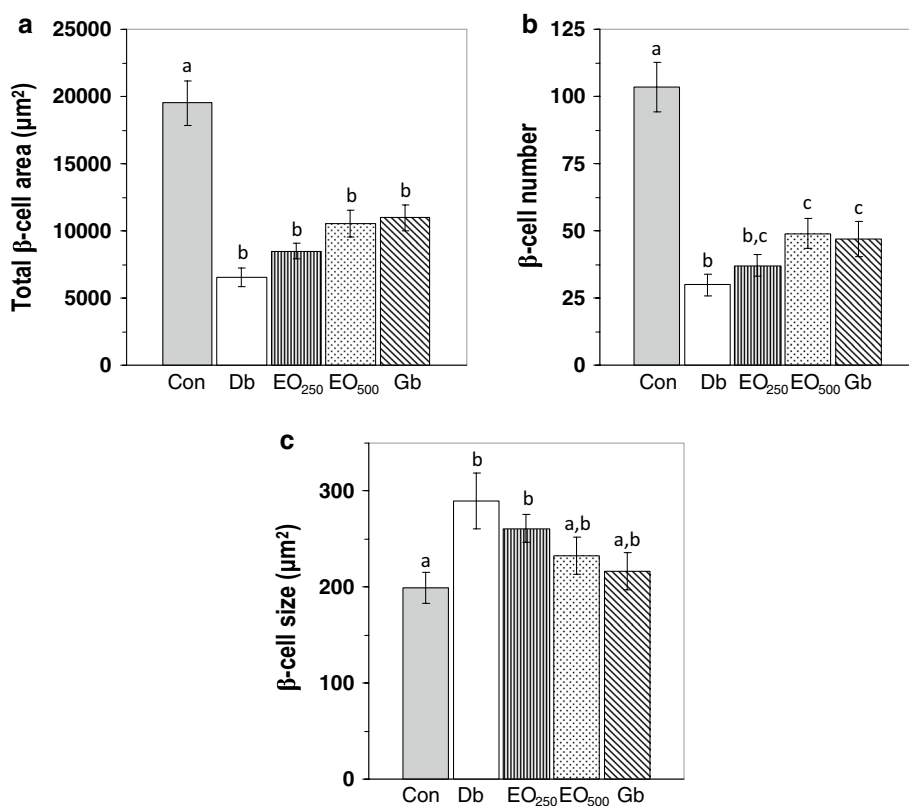 a
Total β-cell area (µm²)
25000
20000
15000
10000
5000
0
a
b
b
b
b
Con Db EO₂₅₀ EO₅₀₀ Gb
b
β-cell number
125
100
75
50
25
0
a
b
b,c
c
c
Con Db EO₂₅₀ EO₅₀₀ Gb
c
β-cell size (µm²)
300
200
100
0
a
b
b
a,b
a,b
Con Db EO₂₅₀ EO₅₀₀ Gb